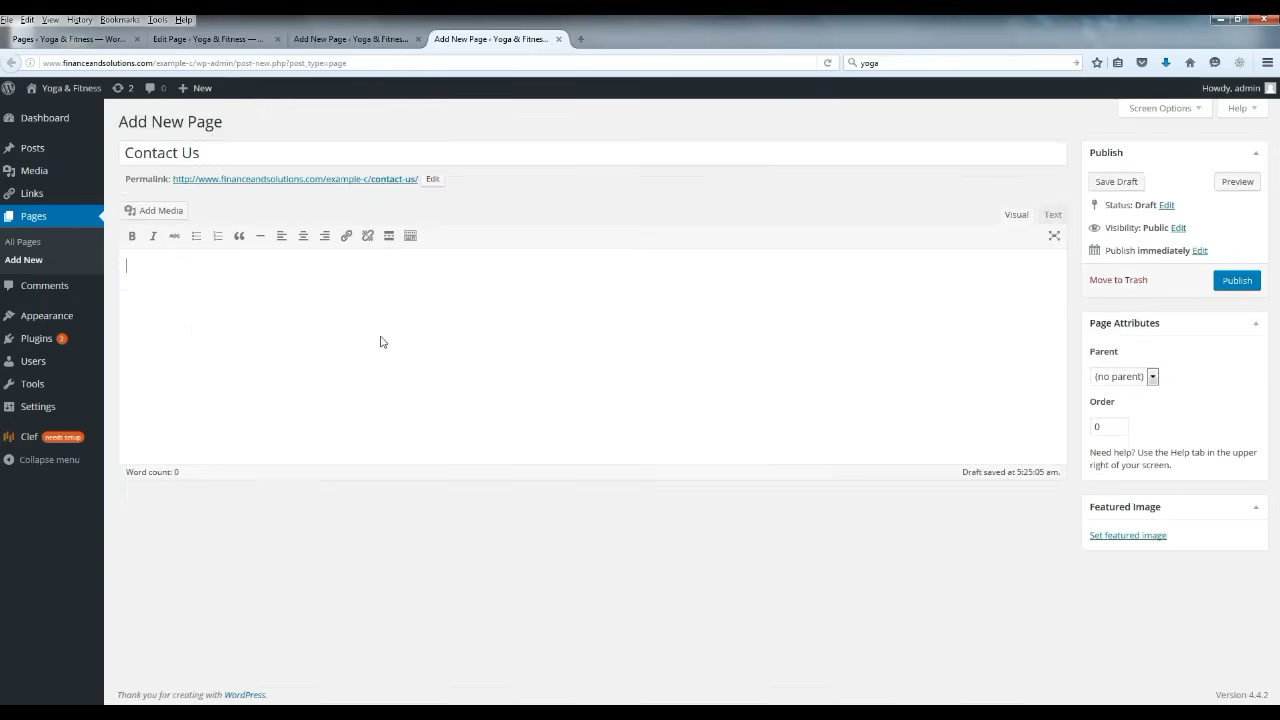 File Edit View History Bookmarks Tools Help
Pages ‹ Yoga & Fitness — Wor... Edit Page ‹ Yoga & Fitness —... Add New Page ‹ Yoga & Fitness... Add New Page ‹ Yoga & Fitnes...
www.financeandsolutions.com/example-c/wp-admin/post-new.php?post_type=page yoga
Yoga & Fitness 2 0 New Howdy, admin
Dashboard
Posts
Media
Links
Pages
All Pages
Add New
Comments
Appearance
Plugins 2
Users
Tools
Settings
Clef needs setup
Collapse menu
Screen Options Help
Add New Page
Contact Us
Permalink: http://www.financeandsolutions.com/example-c/contact-us/ Edit
Add Media
Visual Text
B I ABC
Word count: 0 Draft saved at 5:25:05 am.
Publish
Save Draft Preview
Status: Draft Edit
Visibility: Public Edit
Publish immediately Edit
Move to Trash Publish
Page Attributes
Parent
(no parent)
Order
0
Need help? Use the Help tab in the upper
right of your screen.
Featured Image
Set featured image
Thank you for creating with WordPress. Version 4.4.2